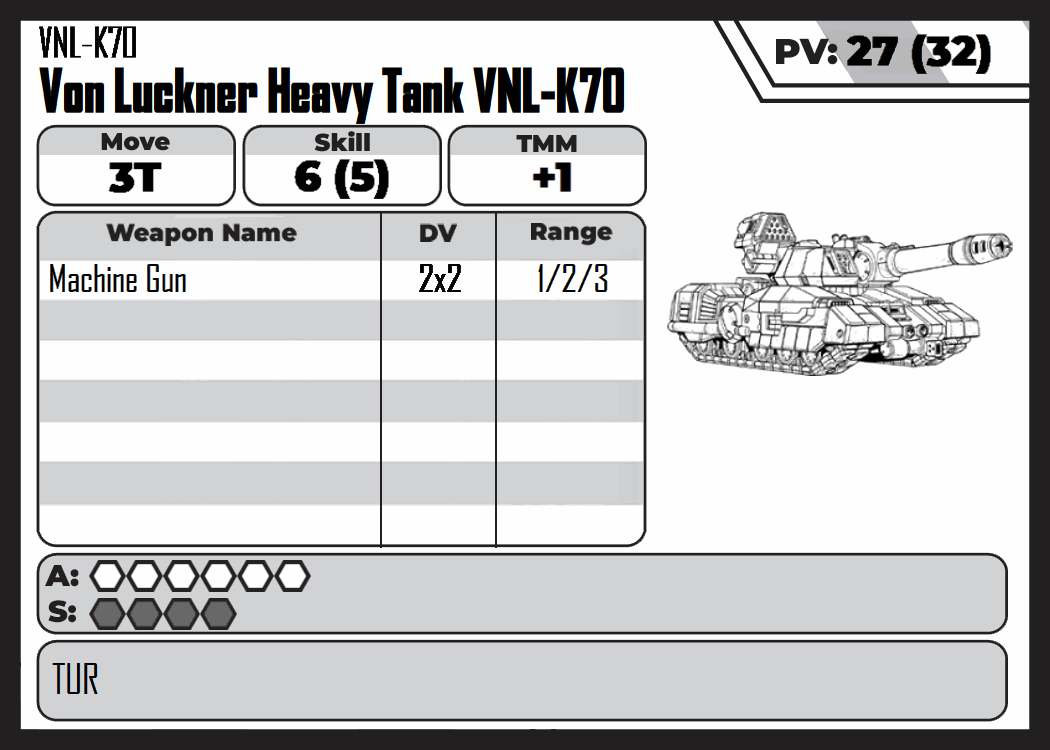 VNL-K70
Von Luckner Heavy Tank VNL-K70
PV: 27 (32)
Move Skill TMM
3T 6 (5) +1
Weapon Name DV Range
Machine Gun 2x2 1/2/3
A:
S:
TUR